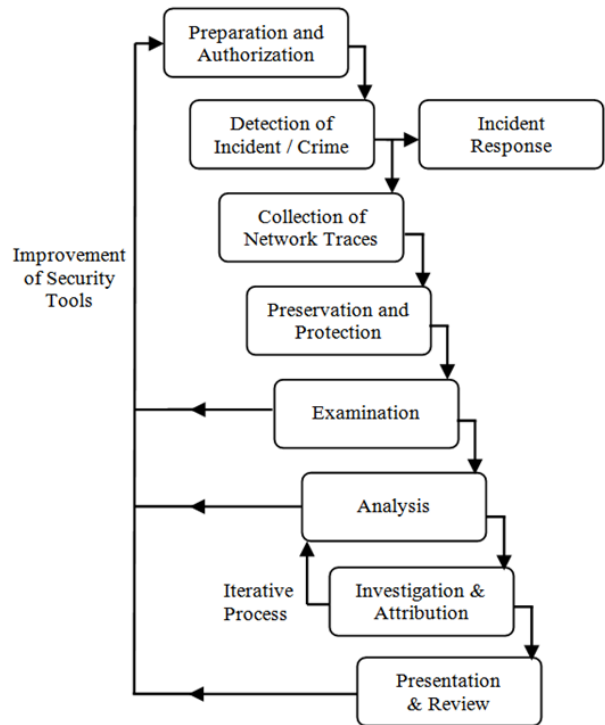 Preparation and
Authorization
Detection of
Incident / Crime
Incident
Response
Collection of
Network Traces
Improvement
of Security
Tools
Preservation and
Protection
Examination
Analysis
Iterative
Process
Investigation &
Attribution
Presentation
& Review